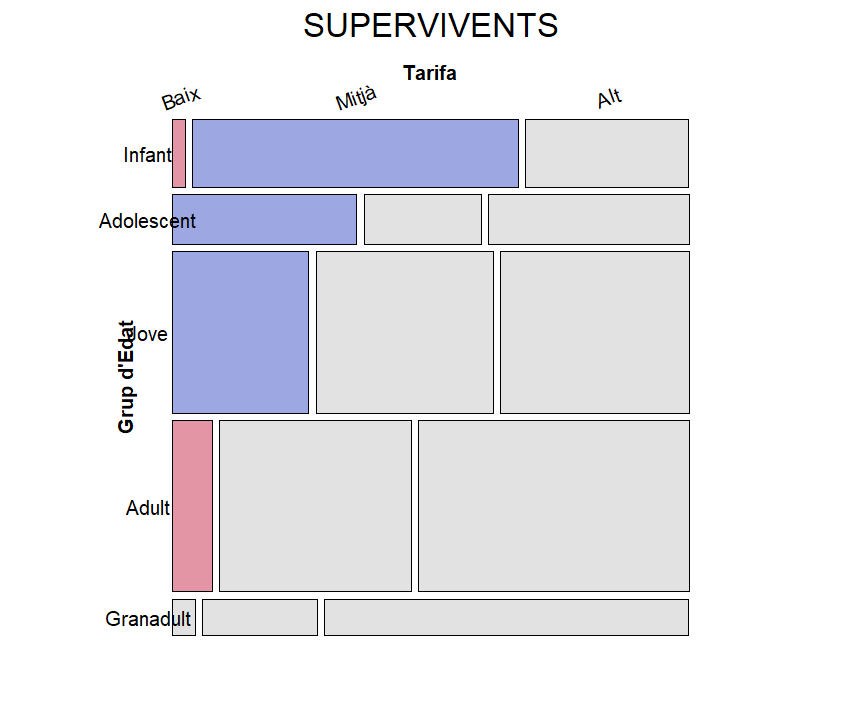 SUPERVIVENTS
Tarifa
Baix
Mitjà
Alt
Grup d'Edat
Infant
Adolescent
Jove
Adult
Granadult